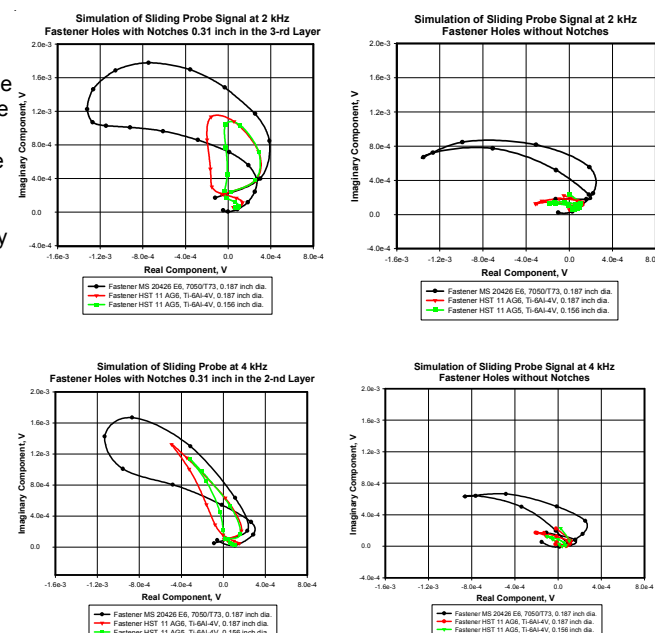 e
e
e
y
Simulation of Sliding Probe Signal at 2 kHz
Fastener Holes with Notches 0.31 inch in the 3-rd Layer
Imaginary Component, V
2.0e-3
1.6e-3
1.2e-3
8.0e-4
4.0e-4
0.0
-4.0e-4
-1.6e-3 -1.2e-3 -8.0e-4 -4.0e-4 0.0 4.0e-4 8.0e-4
Real Component, V
Fastener MS 20426 E6, 7050/T73, 0.187 inch dia.
Fastener HST 11 AG6, Ti-6Al-4V, 0.187 inch dia.
Fastener HST 11 AG5, Ti-6Al-4V, 0.156 inch dia.
Simulation of Sliding Probe Signal at 2 kHz
Fastener Holes without Notches
Imaginary Component, V
2.0e-3
1.6e-3
1.2e-3
8.0e-4
4.0e-4
0.0
-4.0e-4
-1.6e-3 -1.2e-3 -8.0e-4 -4.0e-4 0.0 4.0e-4 8.0e
Real Component, V
Fastener MS 20426 E6, 7050/T73, 0.187 inch dia.
Fastener HST 11 AG6, Ti-6Al-4V, 0.187 inch dia.
Fastener HST 11 AG5, Ti-6Al-4V, 0.156 inch dia.
Simulation of Sliding Probe at 4 kHz
Fastener Holes with Notches 0.31 inch in the 2-nd Layer
Imaginary Component, V
2.0e-3
1.6e-3
1.2e-3
8.0e-4
4.0e-4
0.0
-1.6e-3 -1.2e-3 -8.0e-4 -4.0e-4 0.0 4.0e-4 8.0e-4
Real Component, V
Fastener MS 20426 E6, 7050/T73, 0.187 inch dia.
Fastener HST 11 AG6, Ti-6Al-4V, 0.187 inch dia.
Fastener HST 11 AG5, Ti-6Al-4V, 0.156 inch dia.
Simulation of Sliding Probe Signal at 4 kHz
Fastener Holes without Notches
Imaginary Component, V
2.0e-3
1.6e-3
1.2e-3
8.0e-4
4.0e-4
0.0
-4.0e-4
-1.6e-3 -1.2e-3 -8.0e-4 -4.0e-4 0.0 4.0e-4 8.0e-4
Real Component, V
Fastener MS 20426 E6, 7050/T73, 0.187 inch dia.
Fastener HST 11 AG6, Ti-6Al-4V, 0.187 inch dia.
Fastener HST 11 AG5, Ti-6Al-4V, 0.156 inch dia.